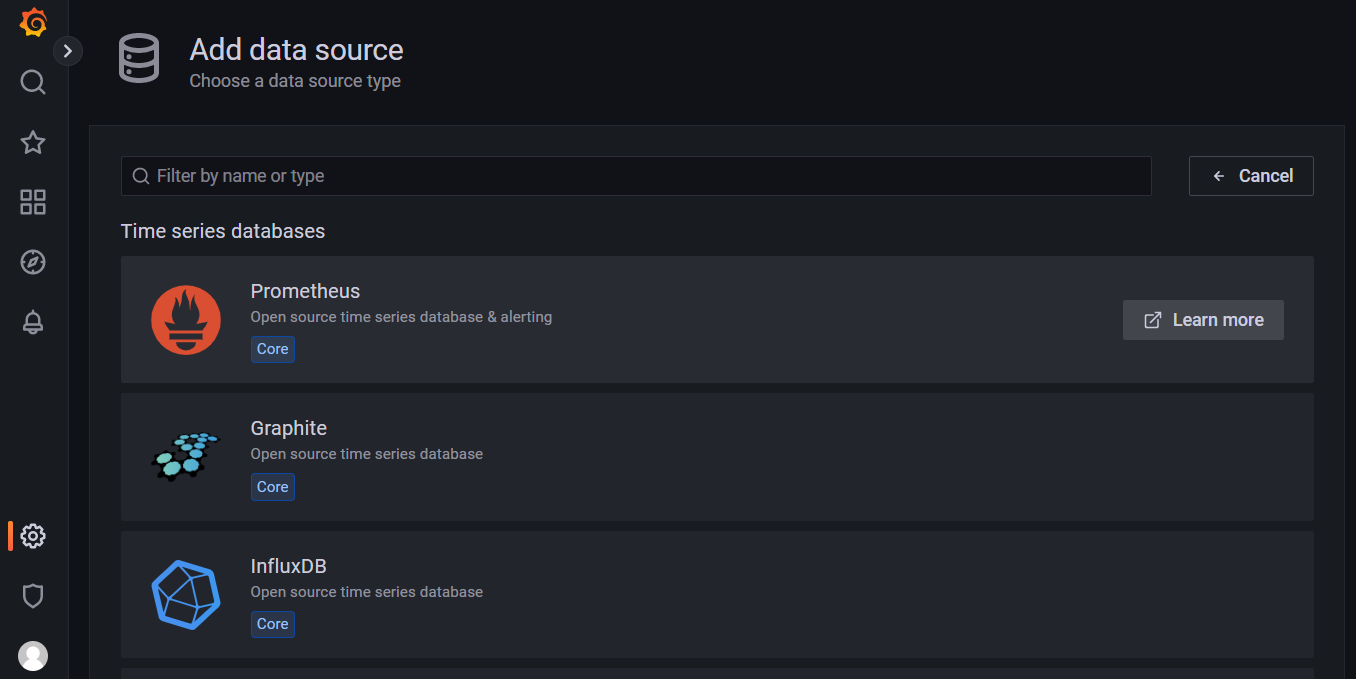 Add data source
Choose a data source type
Filter by name or type
Cancel
Time series databases
Prometheus
Open source time series database & alerting
Core
Learn more
Graphite
Open source time series database
Core
InfluxDB
Open source time series database
Core